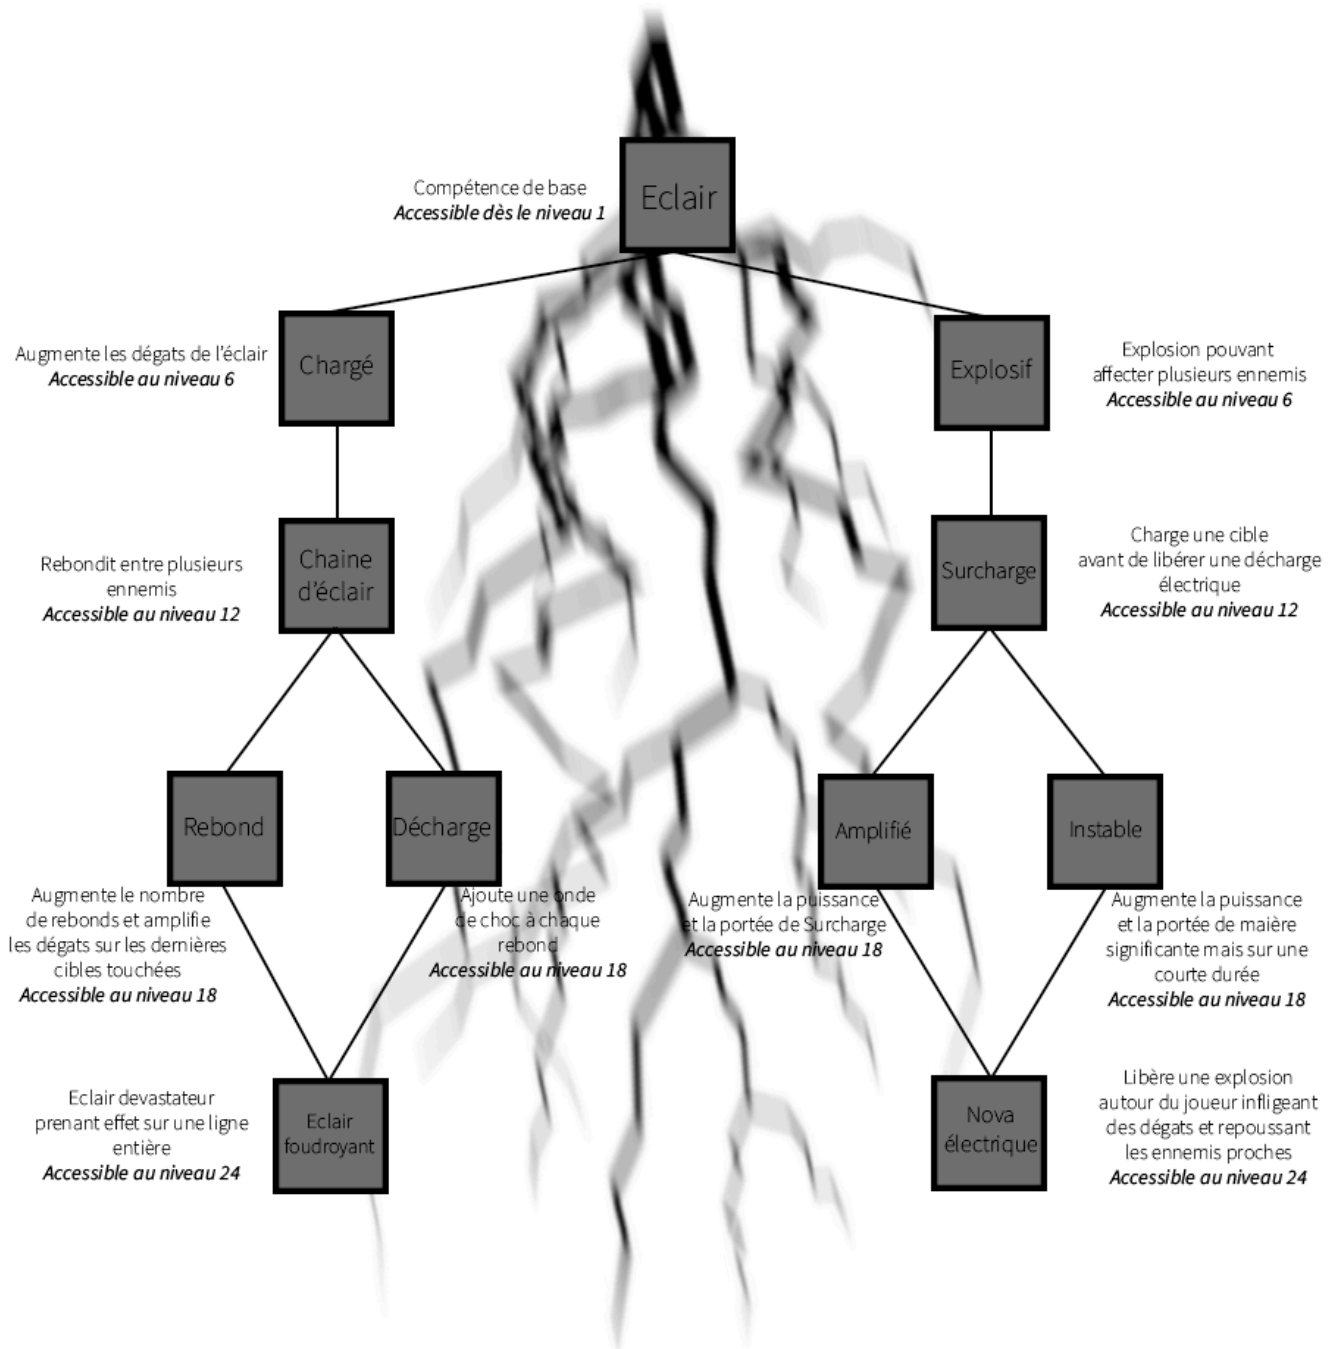 Compétence de base
Accessible dès le niveau 1
Eclair
Augmente les dégats de l'éclair
Accessible au niveau 6
Chargé
Explosif
Explosion pouvant
affecter plusieurs ennemis
Accessible au niveau 6
Rebondit entre plusieurs
ennemis
Accessible au niveau 12
Chaine
d'éclair
Surcharge
Charge une cible
avant de libérer une décharge
électrique
Accessible au niveau 12
Rebond
Augmente le nombre
de rebonds et amplifie
les dégats sur les dernières
cibles touchées
Accessible au niveau 18
Décharge
Ajoute une onde
de choc à chaque
rebond
Accessible au niveau 18
Amplifié
Augmente la puissance
et la portée de Surcharge
Accessible au niveau 18
Instable
Augmente la puissance
et la portée de maière
significante mais sur une
courte durée
Accessible au niveau 18
Eclair devastateur
prenant effet sur une ligne
entière
Accessible au niveau 24
Eclair
foudroyant
Nova
électrique
Libère une explosion
autour du joueur infligeant
des dégats et repoussant
les ennemis proches
Accessible au niveau 24